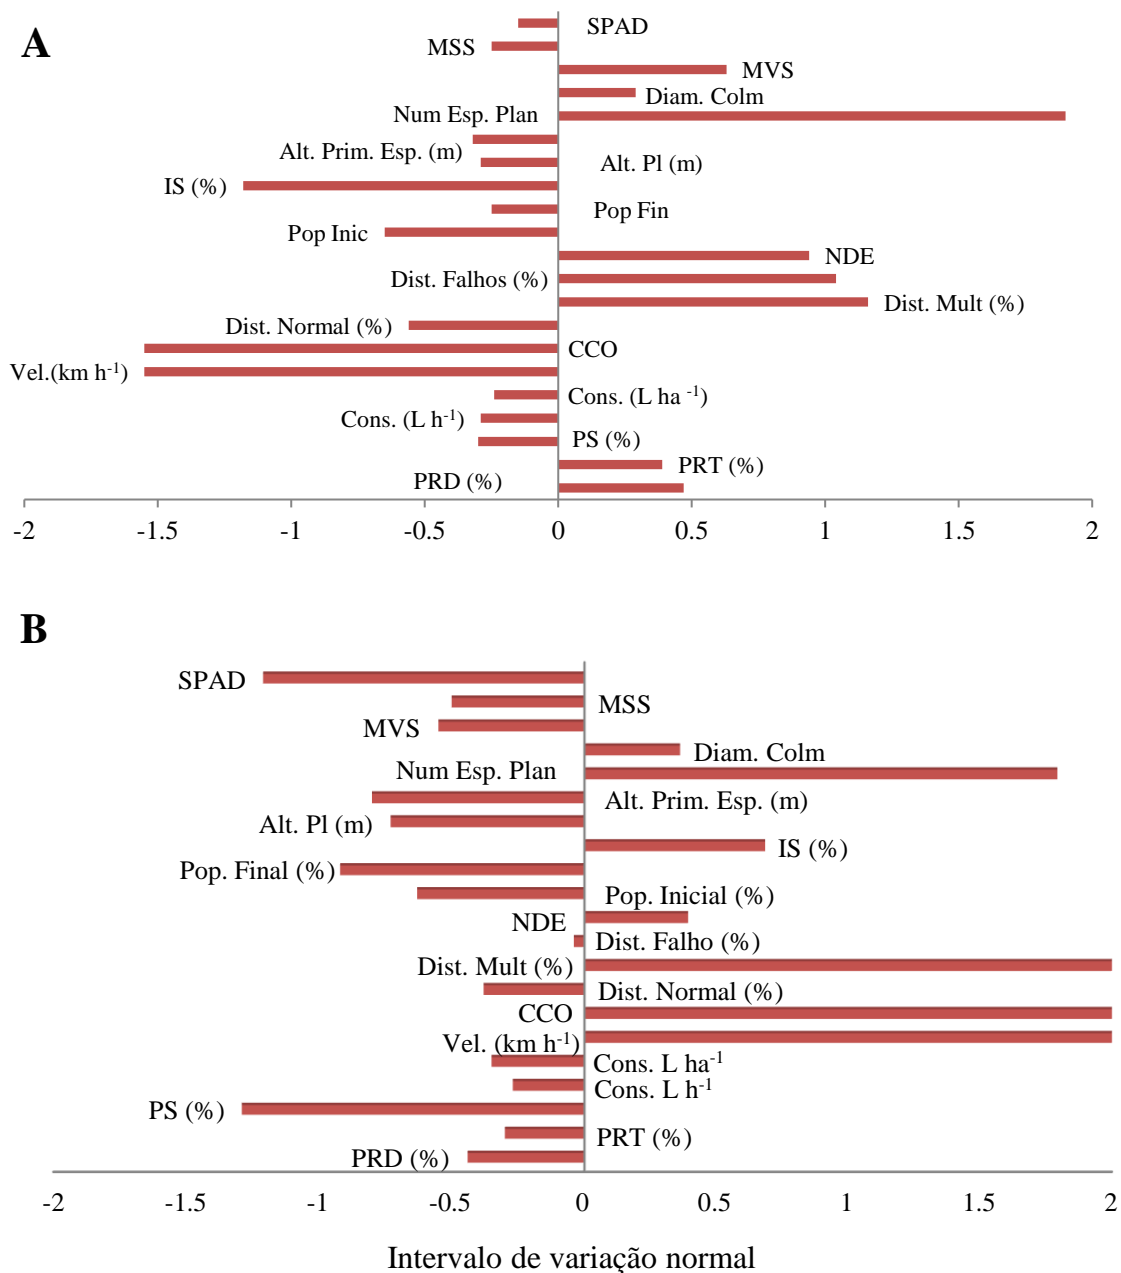 A
SPAD
MSS
MVS
Diam. Colm
Num Esp. Plan
Alt. Prim. Esp. (m)
Alt. Pl (m)
IS (%)
Pop Fin
Pop Inic
NDE
Dist. Falhos (%)
Dist. Mult (%)
Dist. Normal (%)
CCO
Vel.(km h-1)
Cons. (L ha -1)
Cons. (L h-1)
PS (%)
PRT (%)
PRD (%)
-2 -1.5 -1 -0.5 0 0.5 1 1.5 2
B
SPAD
MSS
MVS
Diam. Colm
Num Esp. Plan
Alt. Prim. Esp. (m)
Alt. Pl (m)
IS (%)
Pop. Final (%)
Pop. Inicial (%)
NDE
Dist. Falho (%)
Dist. Mult (%)
Dist. Normal (%)
CCO
Vel. (km h-1)
Cons. L ha-1
Cons. L h-1
PS (%)
PRT (%)
PRD (%)
-2 -1.5 -1 -0.5 0 0.5 1 1.5 2
Intervalo de variação normal